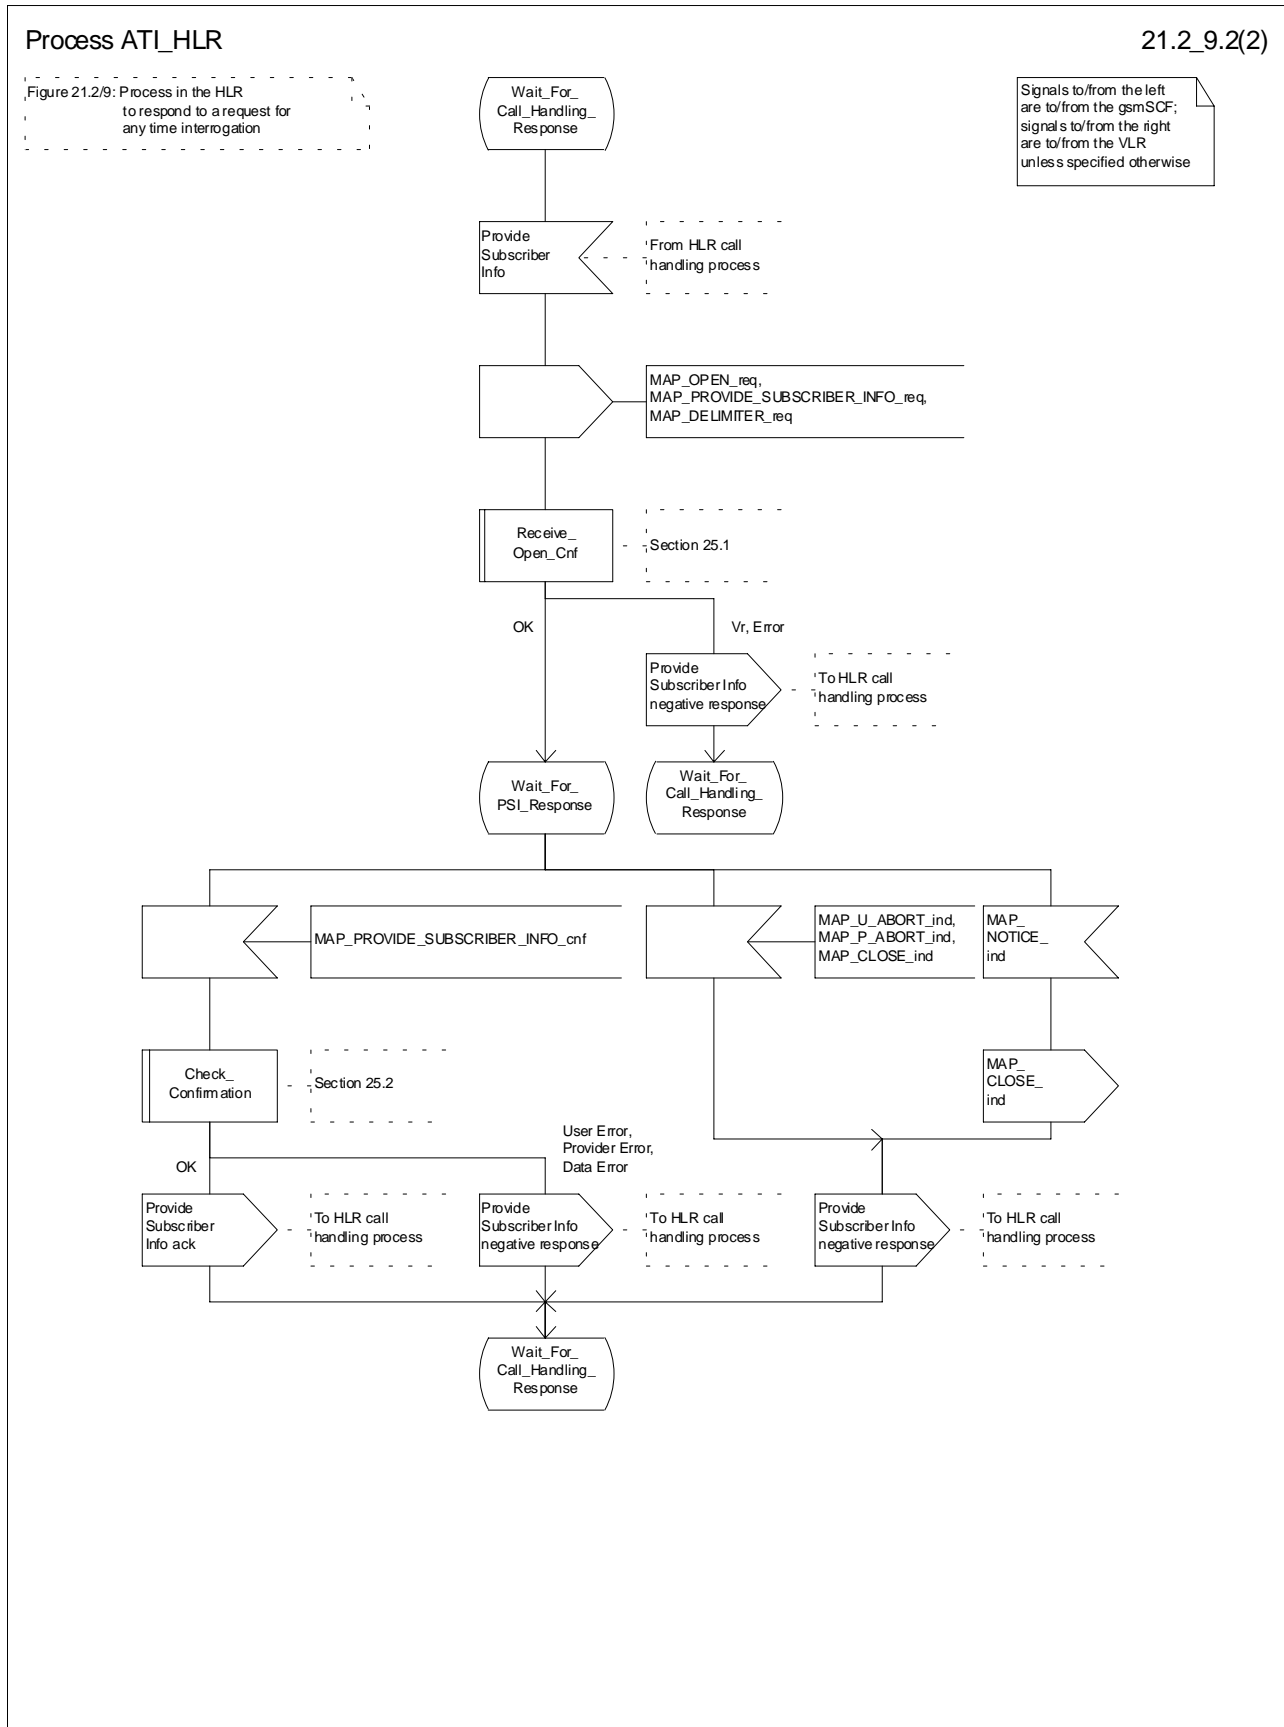 Process ATI_HLR
21.2_9.2(2)
Figure 21.2/9: Process in the HLR
to respond to a request for
any time interrogation
Wait_For_
Call_Handling_
Response
Signals to/from the left
are to/from the gsmSCF;
signals to/from the right
are to/from the VLR
unless specified otherwise
Provide
Subscriber
Info
From HLR call
handling process
MAP_OPEN_req,
MAP_PROVIDE_SUBSCRIBER_INFO_req,
MAP_DELIMITER_req
Receive_
Open_Cnf
Section 25.1
OK
Vr, Error
Provide
Subscriber Info
negative response
To HLR call
handling process
Wait_For_
PSI_Response
Wait_For_
Call_Handling_
Response
MAP_PROVIDE_SUBSCRIBER_INFO_cnf
MAP_U_ABORT_ind,
MAP_P_ABORT_ind,
MAP_CLOSE_ind
MAP_
NOTICE_
ind
Check_
Confirmation
Section 25.2
MAP_
CLOSE_
ind
OK
User Error,
Provider Error,
Data Error
Provide
Subscriber
Info ack
To HLR call
handling process
Provide
Subscriber Info
negative response
To HLR call
handling process
Provide
Subscriber Info
negative response
To HLR call
handling process
Wait_For_
Call_Handling_
Response